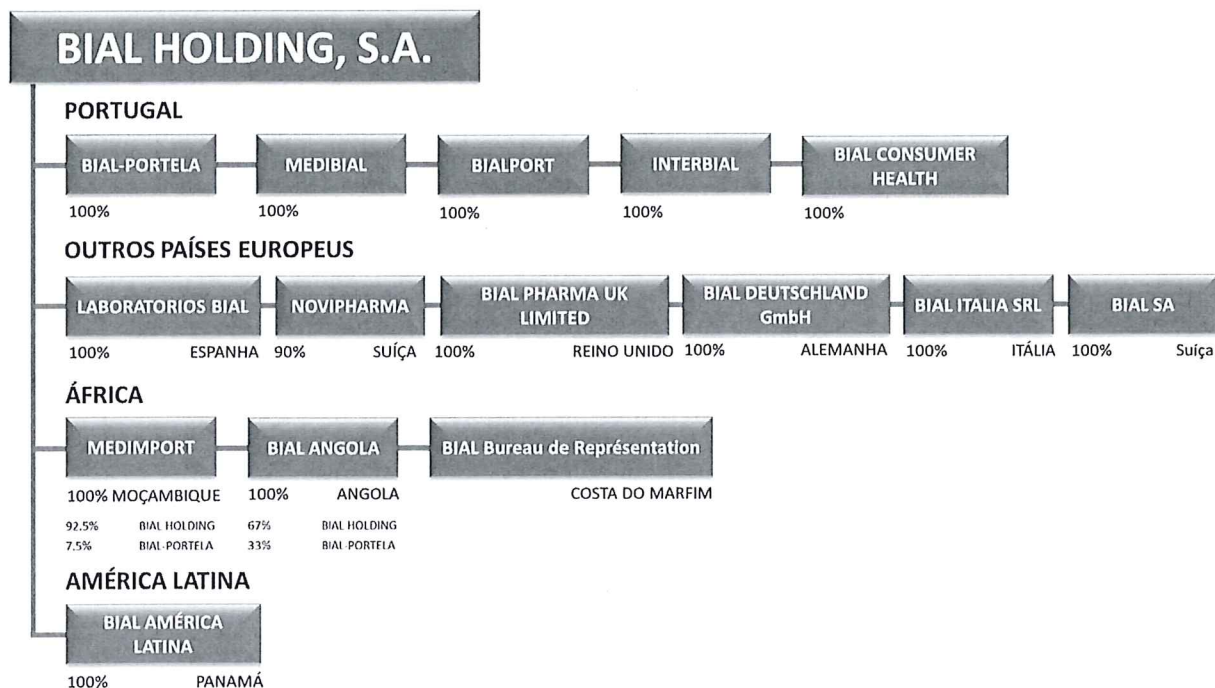 BIAL HOLDING, S.A.
PORTUGAL
BIAL-PORTELA
MEDIBIAL
BIALPORT
INTERBIAL
BIAL CONSUMER
HEALTH
100%
100%
100%
100%
100%
OUTROS PAÍSES EUROPEUS
LABORATORIOS BIAL
NOVIPHARMA
BIAL PHARMA UK
LIMITED
BIAL DEUTSCHLAND
GmbH
BIAL ITALIA SRL
BIAL SA
100% ESPANHA
90% SUÍÇA
100% REINO UNIDO
100% ALEMANHA
100% ITÁLIA
100% Suíça
ÁFRICA
MEDIMPORT
BIAL ANGOLA
BIAL Bureau de Représentation
100% MOÇAMBIQUE
100% ANGOLA
COSTA DO MARFIM
92.5% BIAL HOLDING
67% BIAL HOLDING
7.5% BIAL-PORTELA
33% BIAL-PORTELA
AMÉRICA LATINA
BIAL AMÉRICA
LATINA
100% PANAMÁ